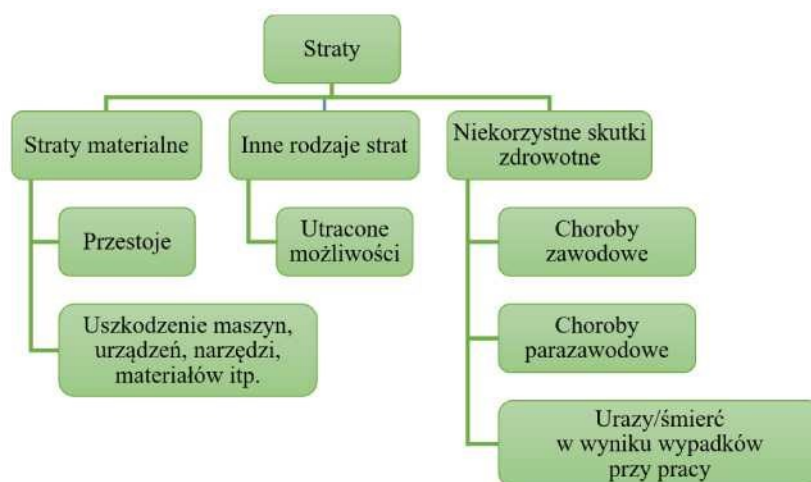 Straty
Straty materialne
Przestoje
Uszkodzenie maszyn,
urządzeń, narzędzi,
materiałów itp.
Inne rodzaje strat
Utracone
możliwości
Niekorzystne skutki
zdrowotne
Choroby
zawodowe
Choroby
parazawodowe
Urazy/śmierć
w wyniku wypadków
przy pracy